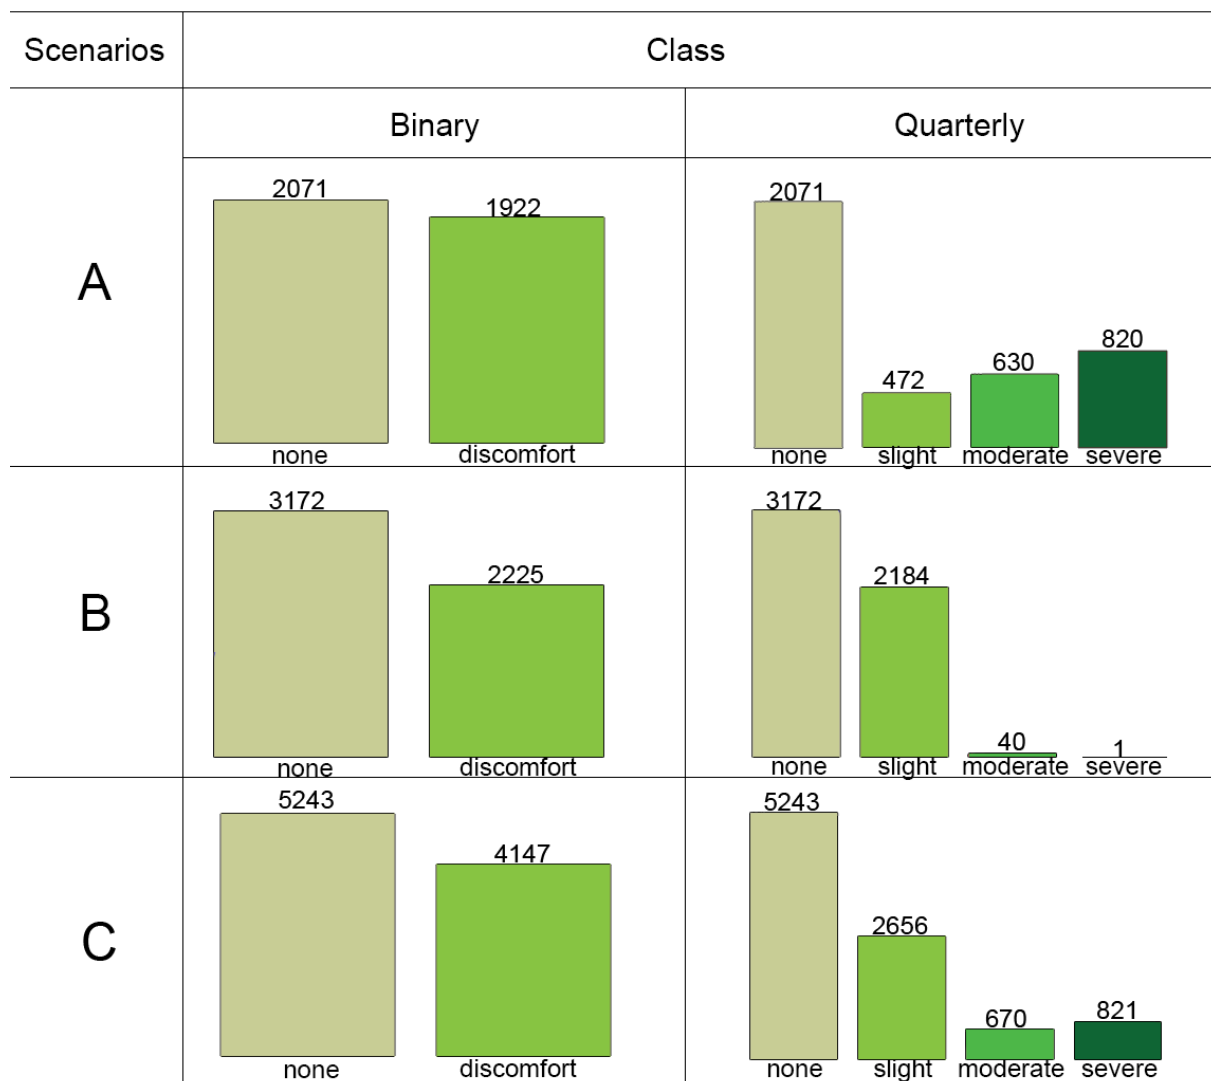 Scenarios
Class
Binary
Quarterly
A
2071
1922
none
discomfort
2071
472
630
820
none
slight
moderate
severe
B
3172
2225
none
discomfort
3172
2184
40
1
none
slight
moderate
severe
C
5243
4147
none
discomfort
5243
2656
670
821
none
slight
moderate
severe